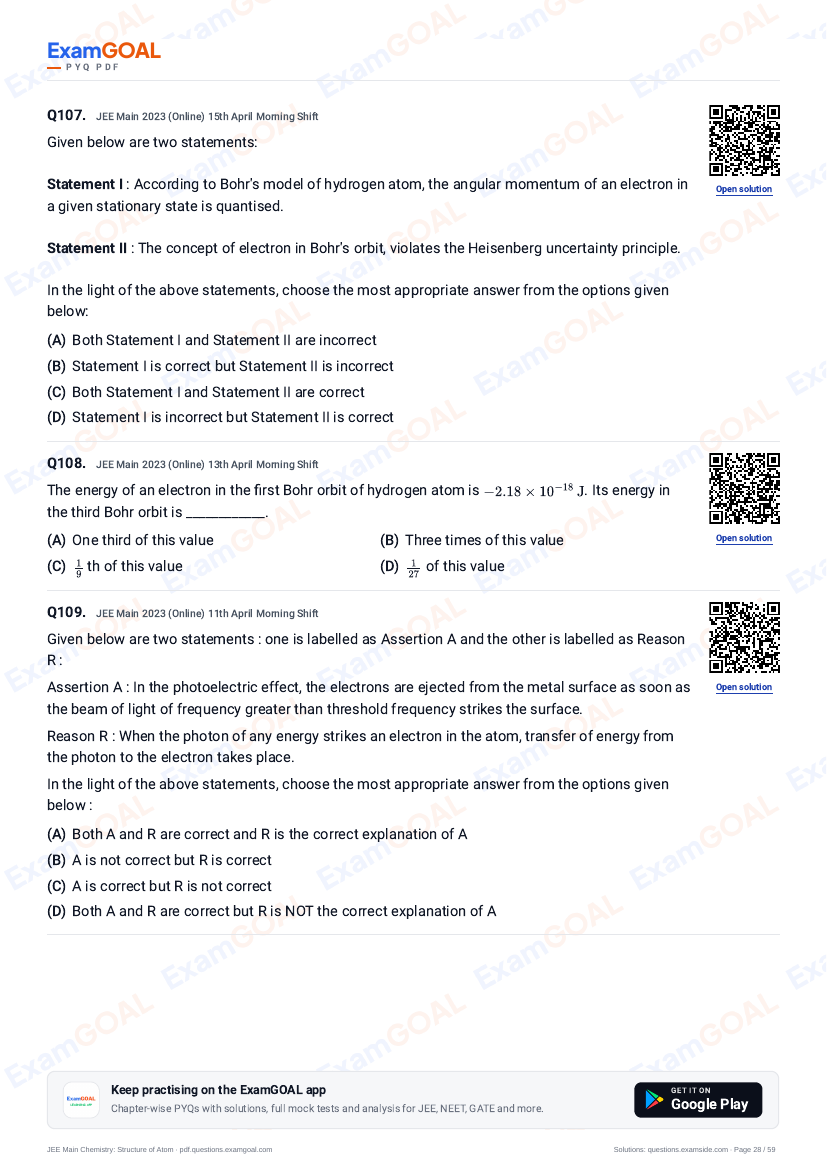 ExamGOAL
PYQ PDF
Q107. JEE Main 2023 (Online) 15th April Morning Shift
Given below are two statements:
Open solution
Statement I : According to Bohr's model of hydrogen atom, the angular momentum of an electron in
a given stationary state is quantised.
Statement II : The concept of electron in Bohr's orbit, violates the Heisenberg uncertainty principle.
In the light of the above statements, choose the most appropriate answer from the options given
below:
(A) Both Statement I and Statement II are incorrect
(B) Statement I is correct but Statement II is incorrect
(C) Both Statement I and Statement II are correct
(D) Statement I is incorrect but Statement II is correct
Q108. JEE Main 2023 (Online) 13th April Morning Shift
The energy of an electron in the first Bohr orbit of hydrogen atom is −2.18 × 10⁻¹⁸ J. Its energy in
the third Bohr orbit is ____________.
Open solution
(A) One third of this value (B) Three times of this value
(C) 1/9 th of this value (D) 1/27 of this value
Q109. JEE Main 2023 (Online) 11th April Morning Shift
Given below are two statements : one is labelled as Assertion A and the other is labelled as Reason
R :
Open solution
Assertion A : In the photoelectric effect, the electrons are ejected from the metal surface as soon as
the beam of light of frequency greater than threshold frequency strikes the surface.
Reason R : When the photon of any energy strikes an electron in the atom, transfer of energy from
the photon to the electron takes place.
In the light of the above statements, choose the most appropriate answer from the options given
below :
(A) Both A and R are correct and R is the correct explanation of A
(B) A is not correct but R is correct
(C) A is correct but R is not correct
(D) Both A and R are correct but R is NOT the correct explanation of A
ExamGOAL
Keep practising on the ExamGOAL app
Chapter-wise PYQs with solutions, full mock tests and analysis for JEE, NEET, GATE and more.
GET IT ON
Google Play
JEE Main Chemistry: Structure of Atom · pdf.questions.examgoal.com
Solutions: questions.examside.com · Page 28 / 59